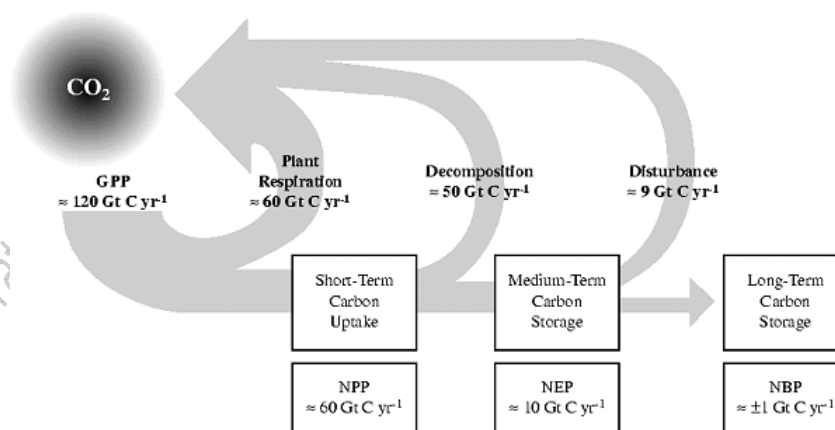 CO₂
GPP
≈ 120 Gt C yr⁻¹
Plant
Respiration
≈ 60 Gt C yr⁻¹
Decomposition
≈ 50 Gt C yr⁻¹
Disturbance
≈ 9 Gt C yr⁻¹
Short-Term
Carbon
Uptake
Medium-Term
Carbon
Storage
Long-Term
Carbon
Storage
NPP
≈ 60 Gt C yr⁻¹
NEP
≈ 10 Gt C yr⁻¹
NBP
≈ ±1 Gt C yr⁻¹